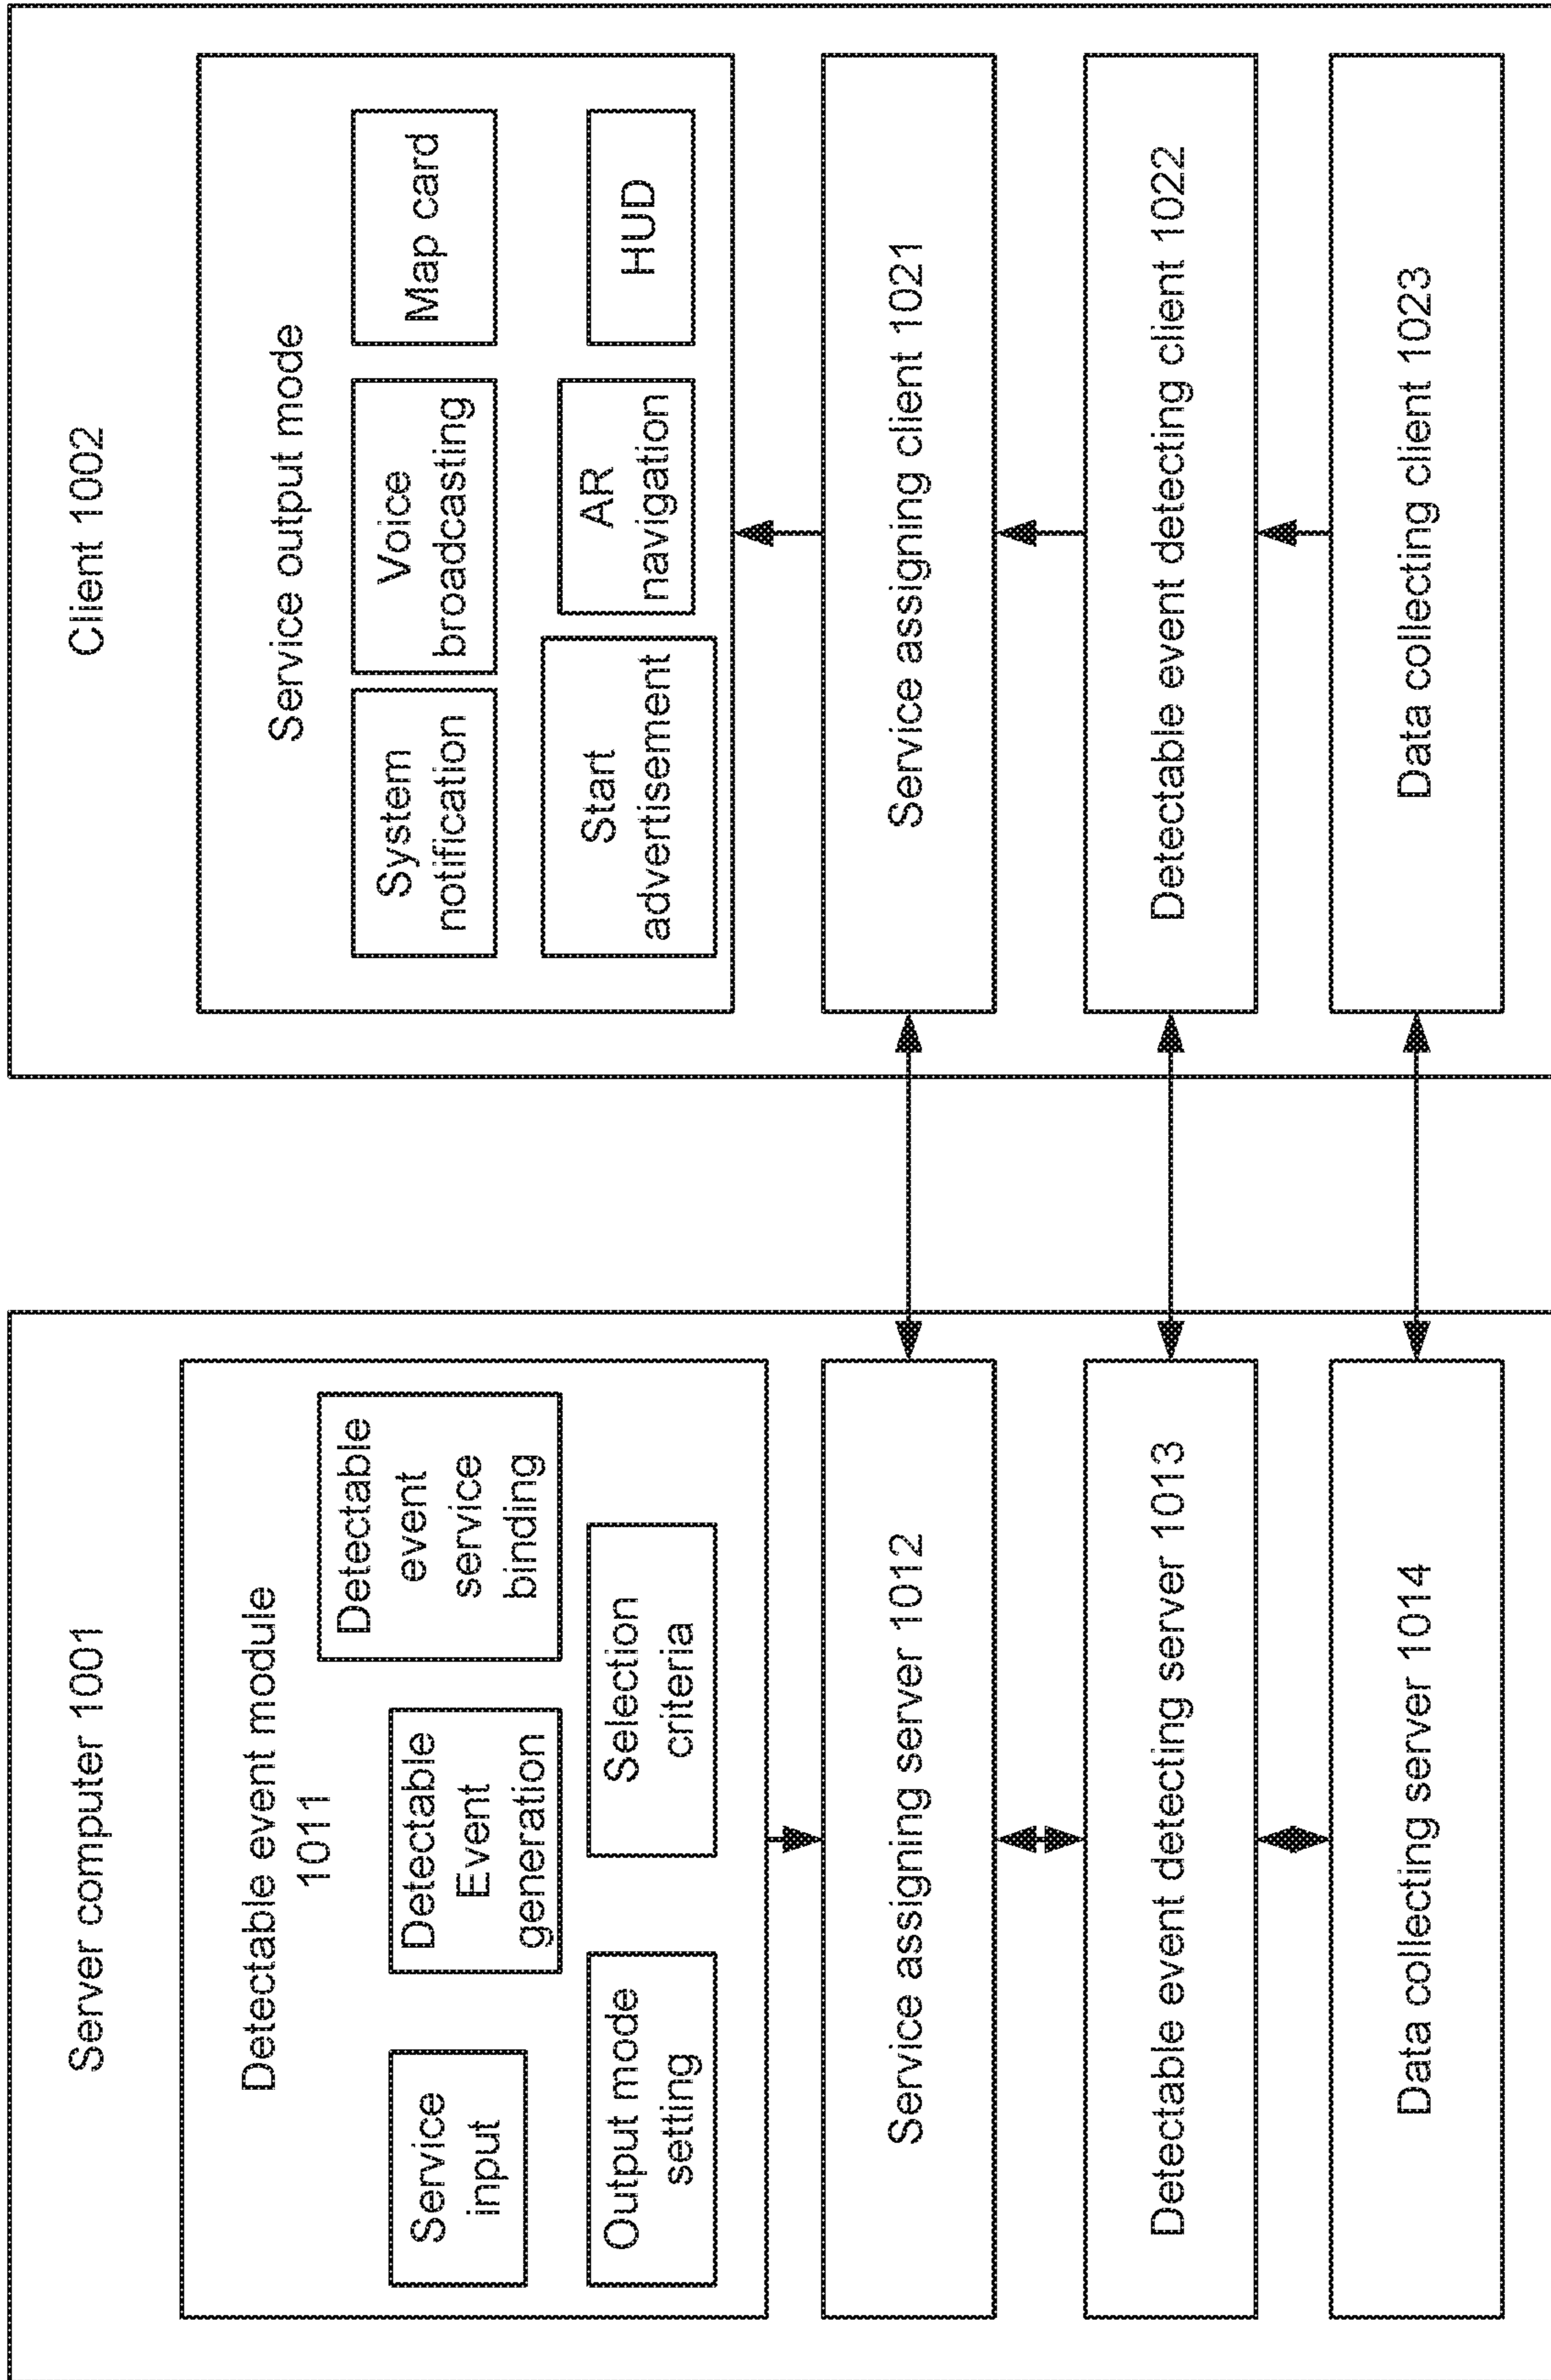 Server computer 1001
Detectable event module
1011
Service
input
Detectable
Event
generation
Detectable
event
service
binding
Output mode
setting
Selection
criteria
Service assigning server 1012
Detectable event detecting server 1013
Data collecting server 1014
Client 1002
Service output mode
System
notification
Voice
broadcasting
Map card
Start
advertisement
AR
navigation
HUD
Service assigning client 1021
Detectable event detecting client 1022
Data collecting client 1023